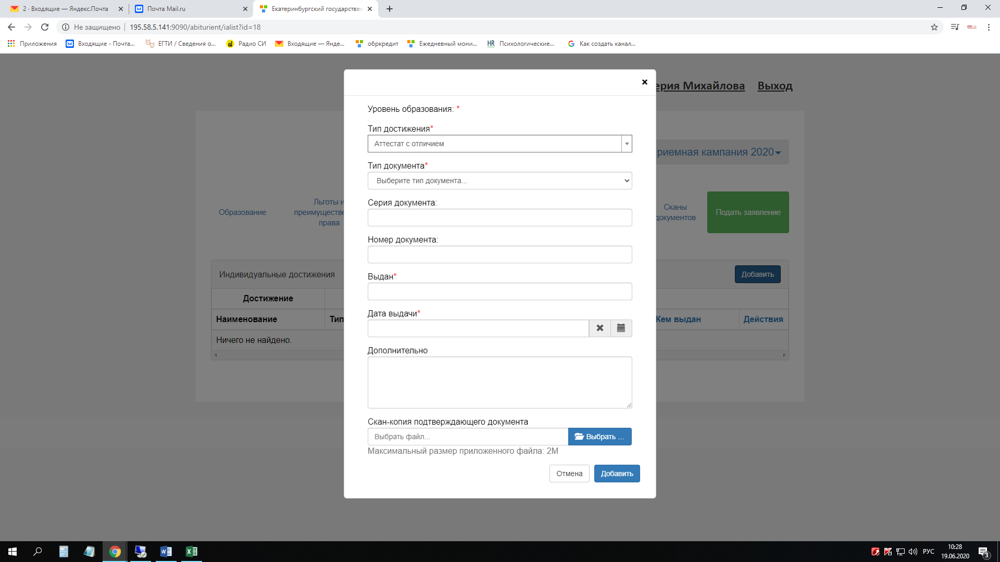 2 · Входящие — Яндекс.Почта
Почта Mail.ru
Екатеринбургский государствен
Не защищено
195.58.5.141:9090/abiturient/ialist?id=18
Приложения
Входящие - Почта...
ЕГТИ / Сведения о...
Радио СИ
Входящие — Янде...
обркредит
Ежедневный мони...
HR Психологические...
Как создать канал...
ерия Михайлова
Выход
Уровень образования: *
Тип достижения*
Аттестат с отличием
риемная кампания 2020
Тип документа*
Выберите тип документа...
Образование
Льготы и
преимуществе
права
Серия документа:
Сканы
документов
Подать заявление
Номер документа:
Индивидуальные достижения
Выдан*
Добавить
Достижение
Наименование
Тип
Дата выдачи*
Кем выдан
Действия
Ничего не найдено.
Дополнительно
Скан-копия подтверждающего документа
Выбрать файл...
Выбрать ...
Максимальный размер приложенного файла: 2M
Отмена
Добавить
РУС
10:28
19.06.2020
3